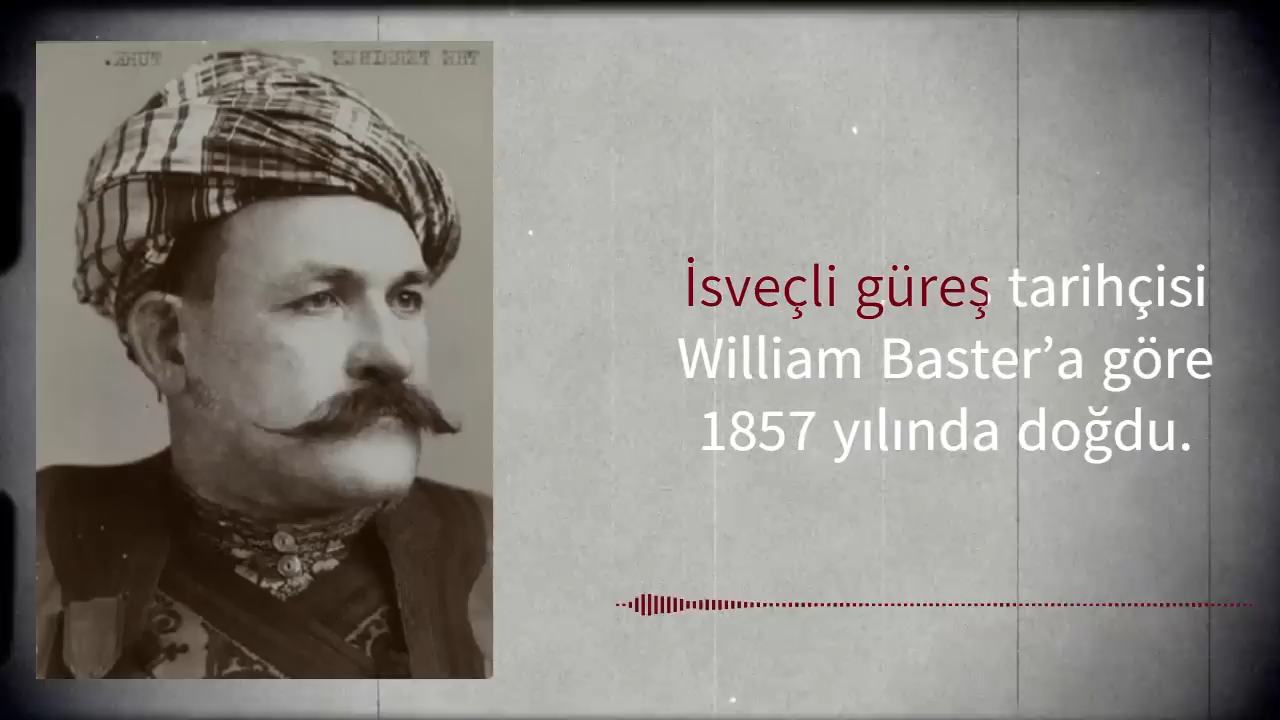 İsveçli güreş tarihçisi
William Baster’a göre
1857 yılında doğdu.